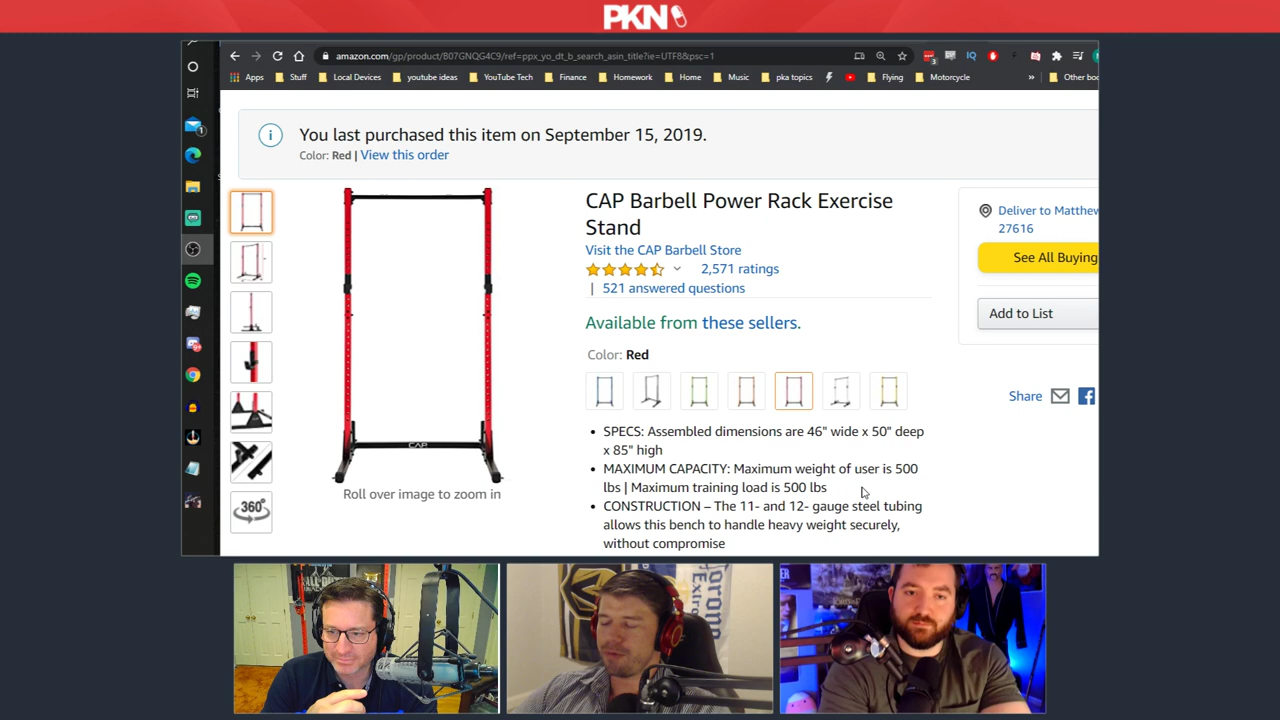 PKN
amazon.com/gp/product/B07GNQG4C9/ref=ppx_yo_dt_b_search_asin_title?ie=UTF8&psc=1
Apps Stuff Local Devices youtube ideas YouTube Tech Finance Homework Home Music pka topics Flying Motorcycle » Other boo
You last purchased this item on September 15, 2019.
Color: Red | View this order
CAP Barbell Power Rack Exercise
Stand
Visit the CAP Barbell Store
2,571 ratings
| 521 answered questions
Available from these sellers.
Color: Red
• SPECS: Assembled dimensions are 46" wide x 50" deep
x 85" high
• MAXIMUM CAPACITY: Maximum weight of user is 500
lbs | Maximum training load is 500 lbs
• CONSTRUCTION – The 11- and 12- gauge steel tubing
allows this bench to handle heavy weight securely,
without compromise
Deliver to Matthew
27616
See All Buying
Add to List
Share
CAP
Roll over image to zoom in
360°
Corona
Extra